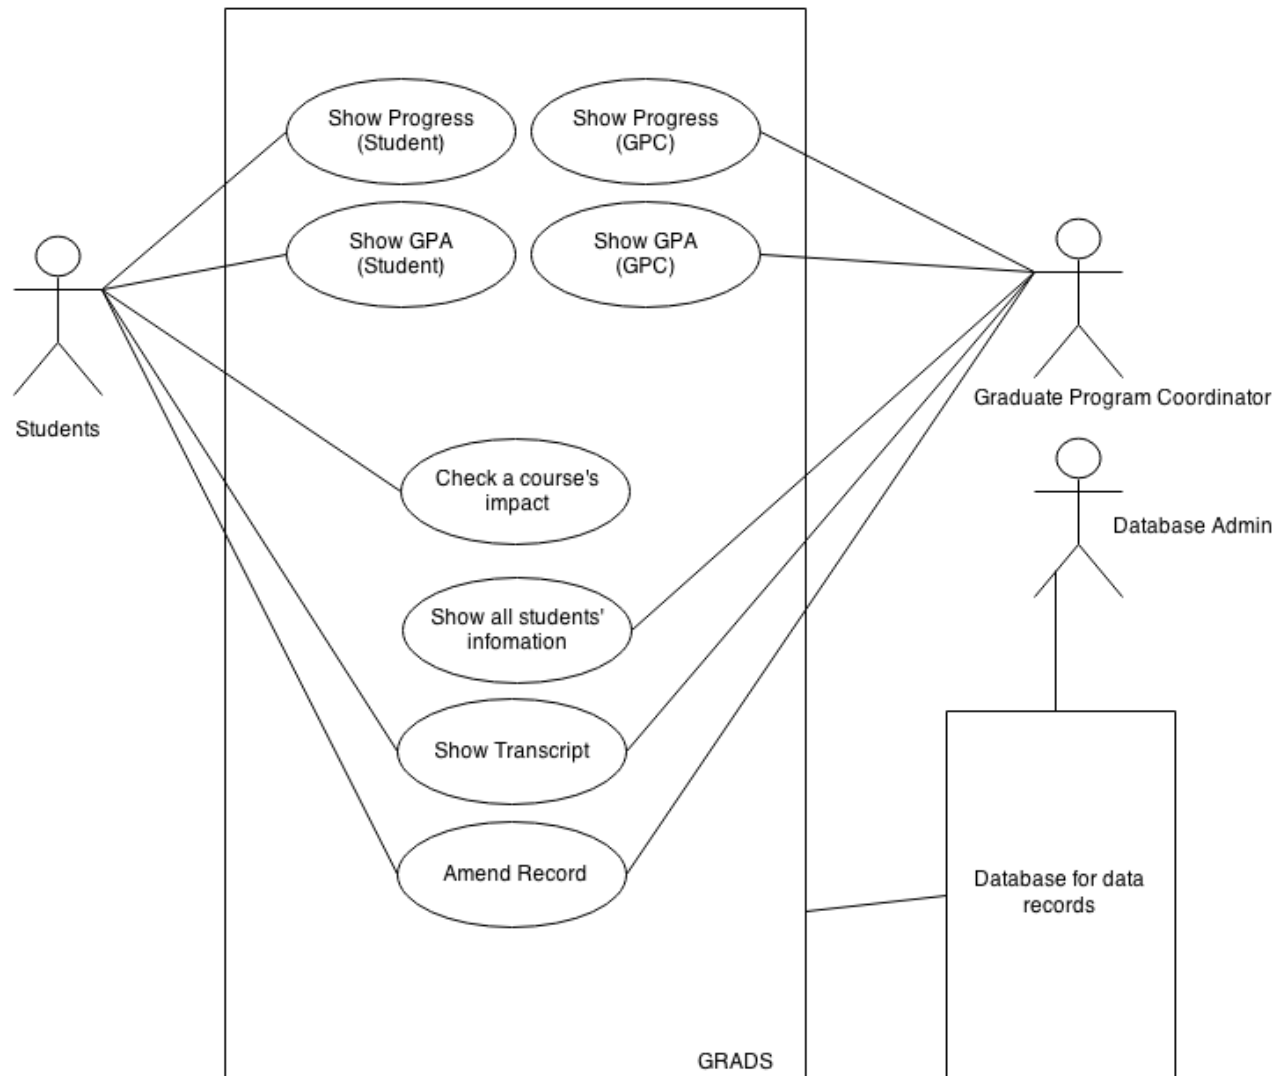 Show Progress
(Student)
Show Progress
(GPC)
Show GPA
(Student)
Show GPA
(GPC)
Students
Graduate Program Coordinator
Check a course's
impact
Database Admin
Show all students'
infomation
Show Transcript
Amend Record
Database for data
records
GRADS